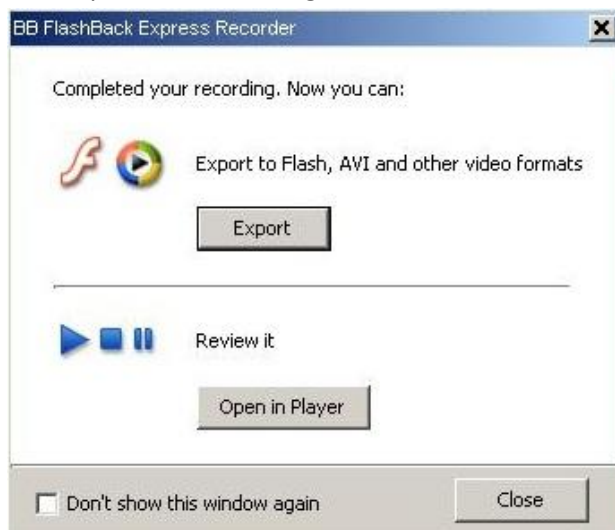 BB FlashBack Express Recorder
Completed your recording. Now you can:
Export to Flash, AVI and other video formats
Export
Review it
Open in Player
Don't show this window again
Close